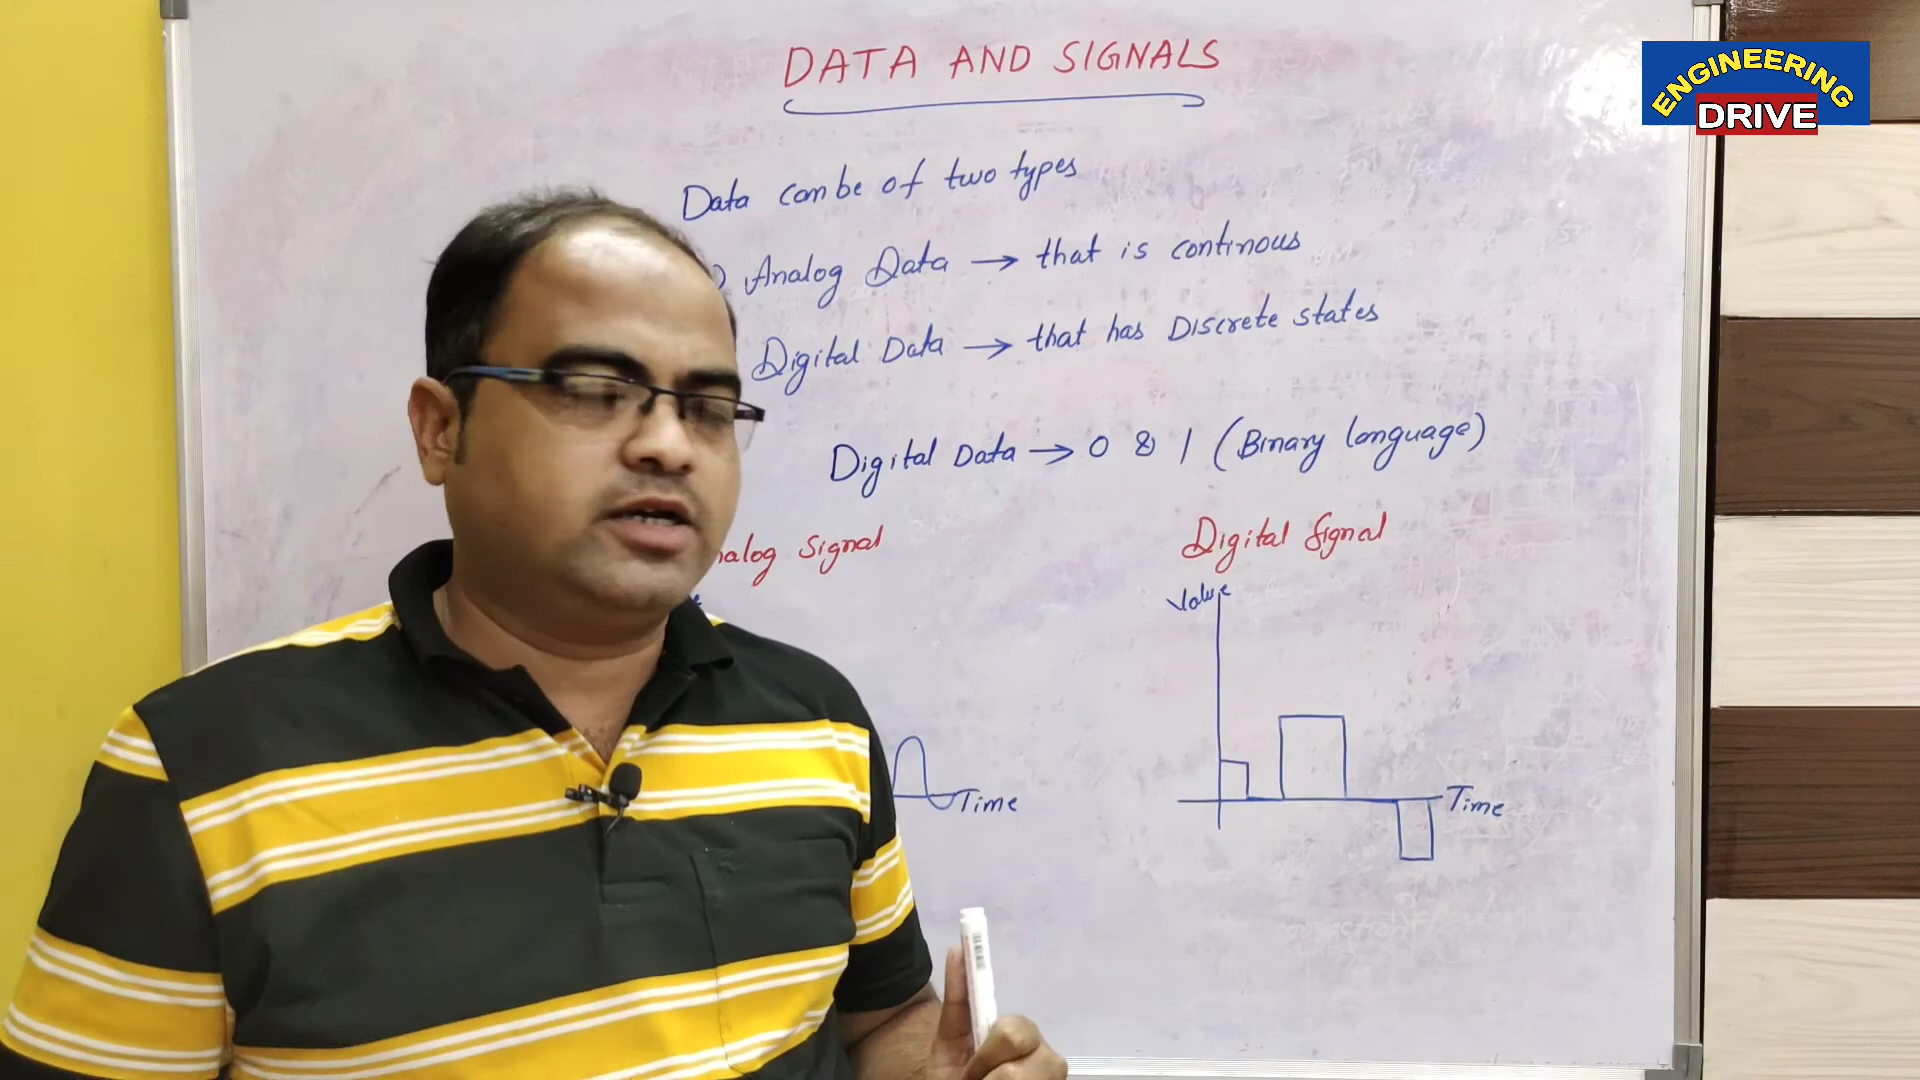 DATA AND SIGNALS
ENGINEERING
DRIVE
Data can be of two types
) Analog Data → that is continous
Digital Data → that has Discrete states
Digital Data → 0 & 1 (Binary language)
nalog Signal
Digital Signal
Value
Time
Time